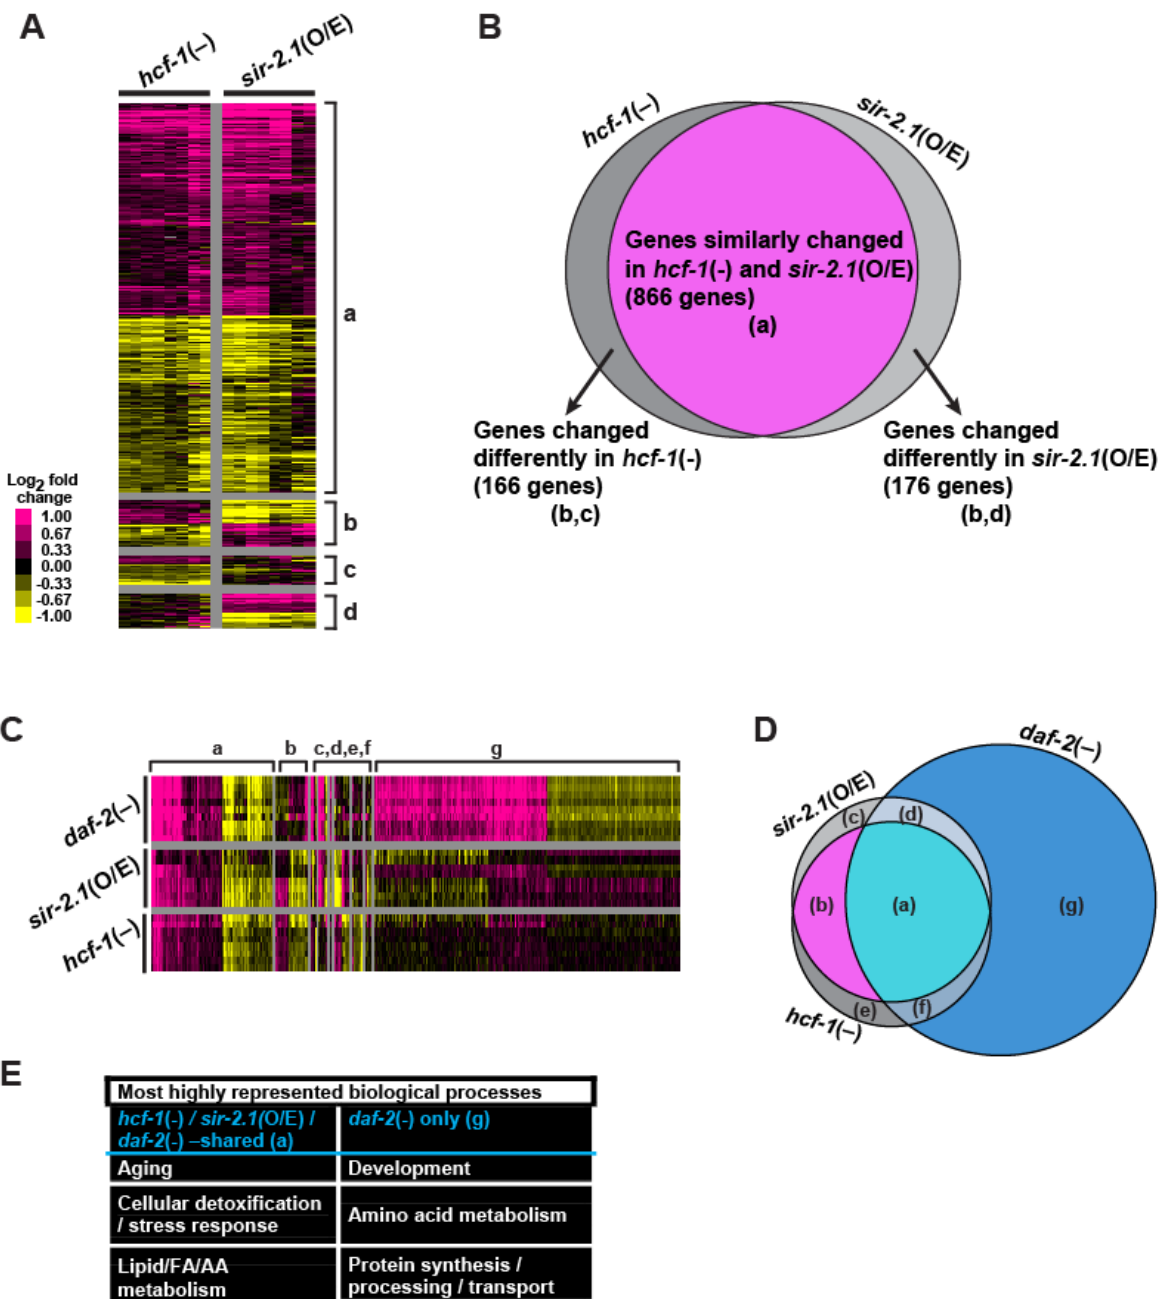 A
hcf-1(–)
sir-2.1(O/E)
a
b
c
d
Log2 fold
change
1.00
0.67
0.33
0.00
-0.33
-0.67
-1.00
B
hcf-1(–)
sir-2.1(O/E)
Genes similarly changed
in hcf-1(-) and sir-2.1(O/E)
(866 genes)
(a)
Genes changed
differently in hcf-1(-)
(166 genes)
(b,c)
Genes changed
differently in sir-2.1(O/E)
(176 genes)
(b,d)
C
a
b
c,d,e,f
g
daf-2(–)
sir-2.1(O/E)
hcf-1(–)
D
daf-2(–)
sir-2.1(O/E)
hcf-1(–)
(c)
(d)
(b)
(a)
(g)
(e)
(f)
E
Most highly represented biological processes
hcf-1(-) / sir-2.1(O/E) /
daf-2(-) –shared (a)
daf-2(-) only (g)
Aging
Development
Cellular detoxification
/ stress response
Amino acid metabolism
Lipid/FA/AA
metabolism
Protein synthesis /
processing / transport